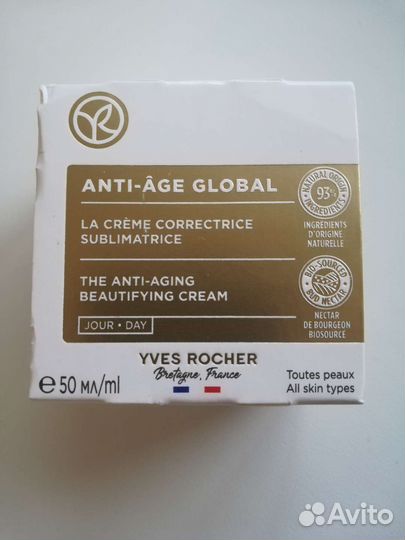 ANTI-ÂGE GLOBAL
LA CRÈME CORRECTRICE
SUBLIMATRICE
THE ANTI-AGING
BEAUTIFYING CREAM
JOUR • DAY
NATURAL ORIGIN
93%
INGREDIENTS
INGRÉDIENTS
D'ORIGINE
NATURELLE
BIO-SOURCED
BUD NECTAR
NECTAR
DE BOURGEON
BIOSOURCÉ
YVES ROCHER
Bretagne, France
℮ 50 мл/ml
Toutes peaux
All skin types
Avito